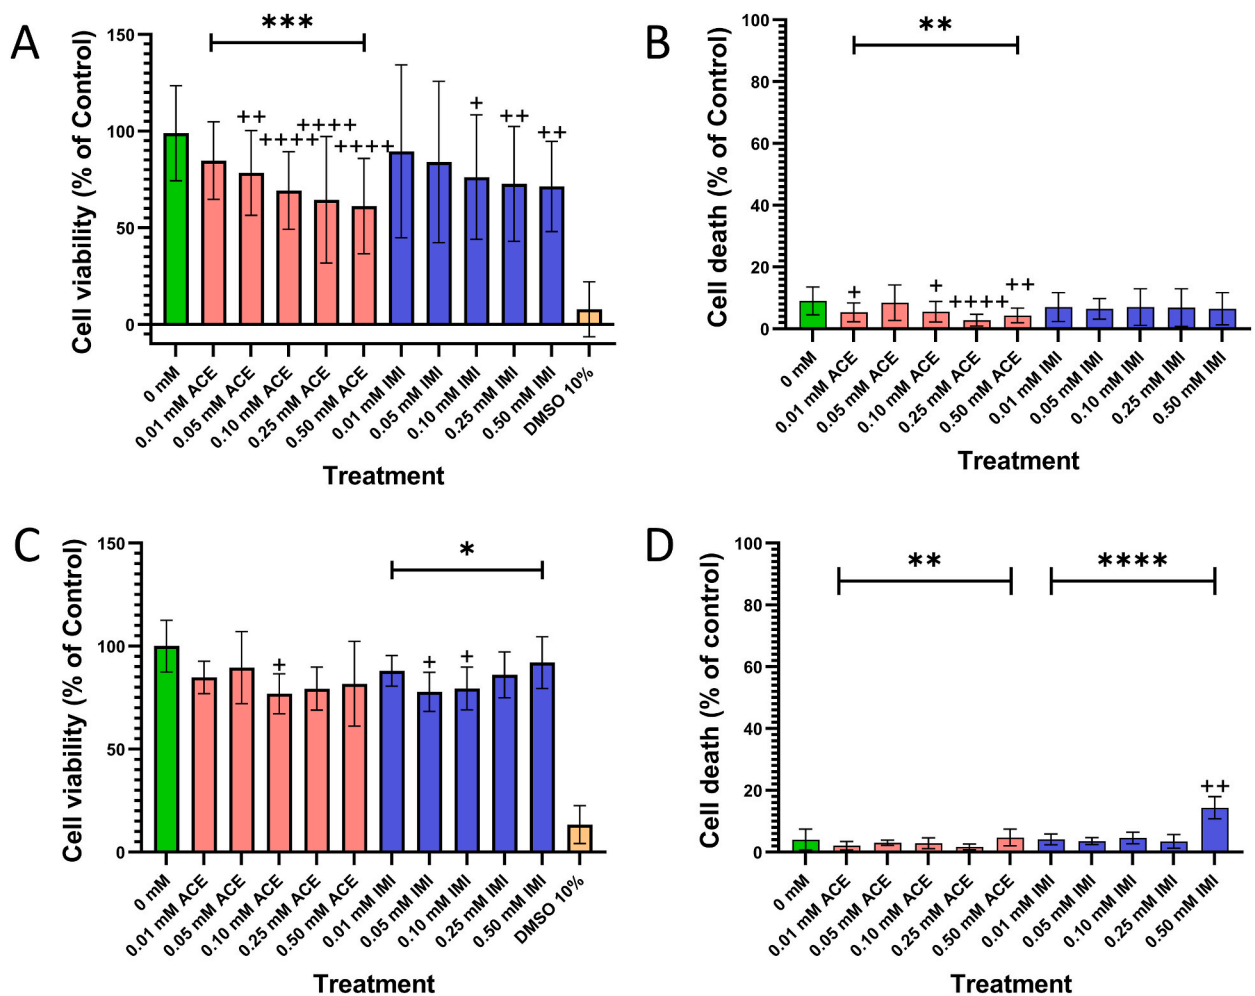 A
Cell viability (% of Control)
150
100
50
0
***
++
++++
++++
++++
+
++
++
0 mM
0.01 mM ACE
0.05 mM ACE
0.10 mM ACE
0.25 mM ACE
0.50 mM ACE
0.01 mM IMI
0.05 mM IMI
0.10 mM IMI
0.25 mM IMI
0.50 mM IMI
DMSO 10%
Treatment
B
Cell death (% of Control)
100
80
60
40
20
0
**
+
+
++++
++
0 mM
0.01 mM ACE
0.05 mM ACE
0.10 mM ACE
0.25 mM ACE
0.50 mM ACE
0.01 mM IMI
0.05 mM IMI
0.10 mM IMI
0.25 mM IMI
0.50 mM IMI
Treatment
C
Cell viability (% of Control)
150
100
50
0
*
+
+
+
0 mM
0.01 mM ACE
0.05 mM ACE
0.10 mM ACE
0.25 mM ACE
0.50 mM ACE
0.01 mM IMI
0.05 mM IMI
0.10 mM IMI
0.25 mM IMI
0.50 mM IMI
DMSO 10%
Treatment
D
Cell death (% of control)
100
80
60
40
20
0
**
****
++
0 mM
0.01 mM ACE
0.05 mM ACE
0.10 mM ACE
0.25 mM ACE
0.50 mM ACE
0.01 mM IMI
0.05 mM IMI
0.10 mM IMI
0.25 mM IMI
0.50 mM IMI
Treatment